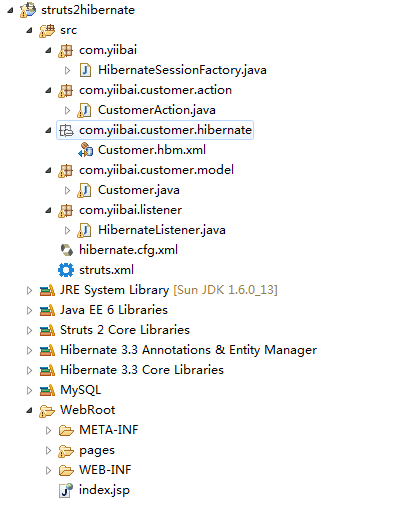 struts2hibernate
src
com.yiibai
HibernateSessionFactory.java
com.yiibai.customer.action
CustomerAction.java
com.yiibai.customer.hibernate
Customer.hbm.xml
com.yiibai.customer.model
Customer.java
com.yiibai.listener
HibernateListener.java
hibernate.cfg.xml
struts.xml
JRE System Library [Sun JDK 1.6.0_13]
Java EE 6 Libraries
Struts 2 Core Libraries
Hibernate 3.3 Annotations & Entity Manager
Hibernate 3.3 Core Libraries
MySQL
WebRoot
META-INF
pages
WEB-INF
index.jsp